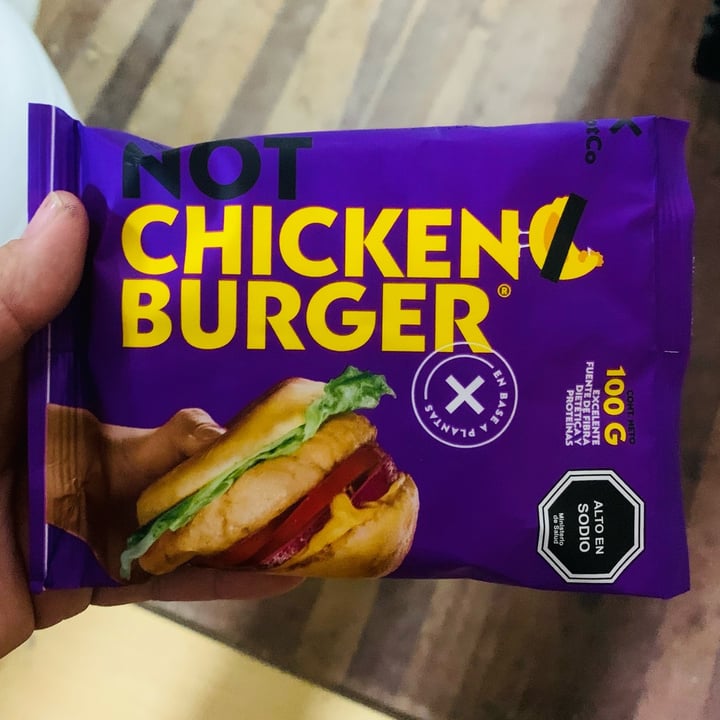 NOT
CHICKEN
BURGER®
NotCo
EN BASE A PLANTAS
CONT. NETO
100 G
EXCELENTE
FUENTE DE FIBRA
DIETÉTICA Y
PROTEÍNAS
ALTO EN
SODIO
Ministerio
de Salud